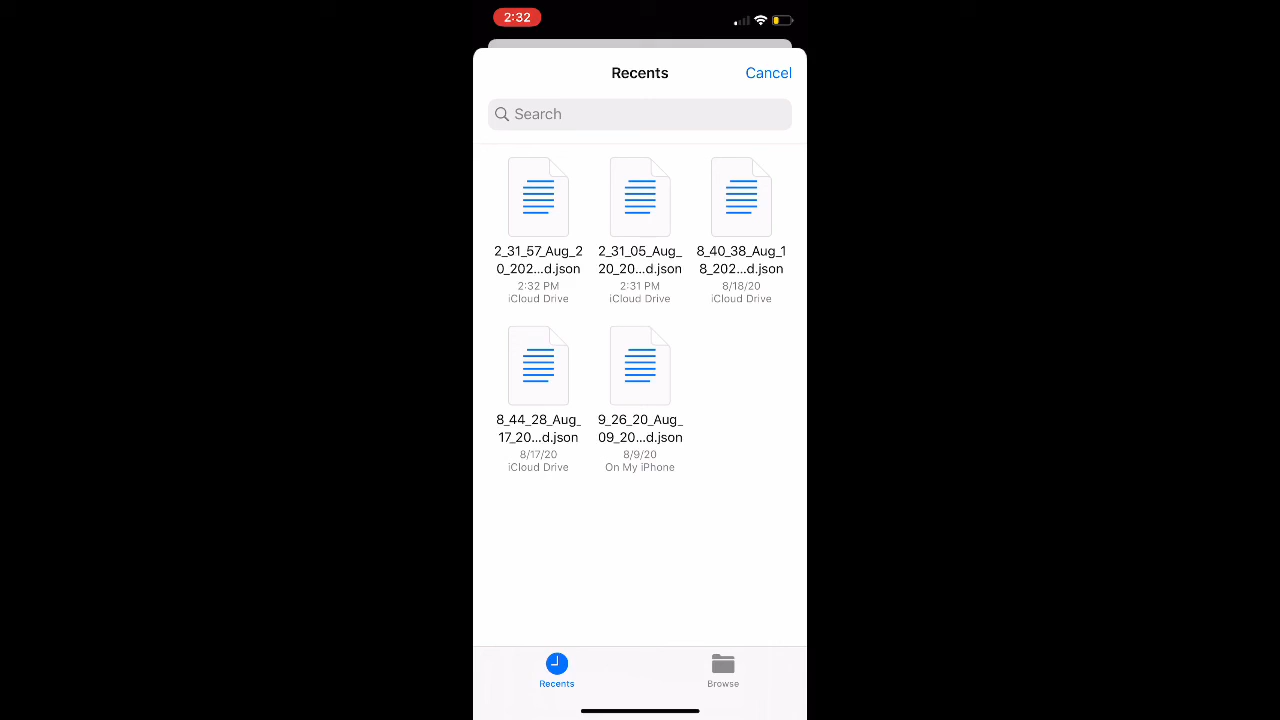 2:32
Recents
Cancel
Search
2_31_57_Aug_2
0_202...d.json
2:32 PM
iCloud Drive
2_31_05_Aug_
20_20...d.json
2:31 PM
iCloud Drive
8_40_38_Aug_1
8_202...d.json
8/18/20
iCloud Drive
8_44_28_Aug_
17_20...d.json
8/17/20
iCloud Drive
9_26_20_Aug_
09_20...d.json
8/9/20
On My iPhone
Recents
Browse